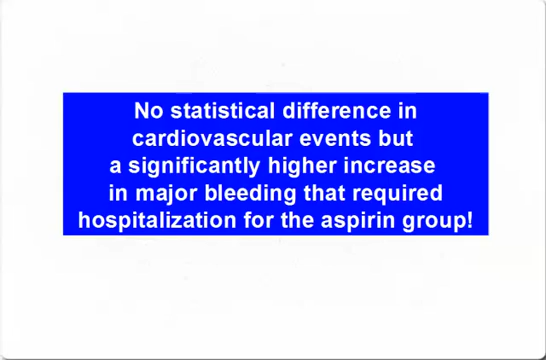 No statistical difference in
cardiovascular events but
a significantly higher increase
in major bleeding that required
hospitalization for the aspirin group!